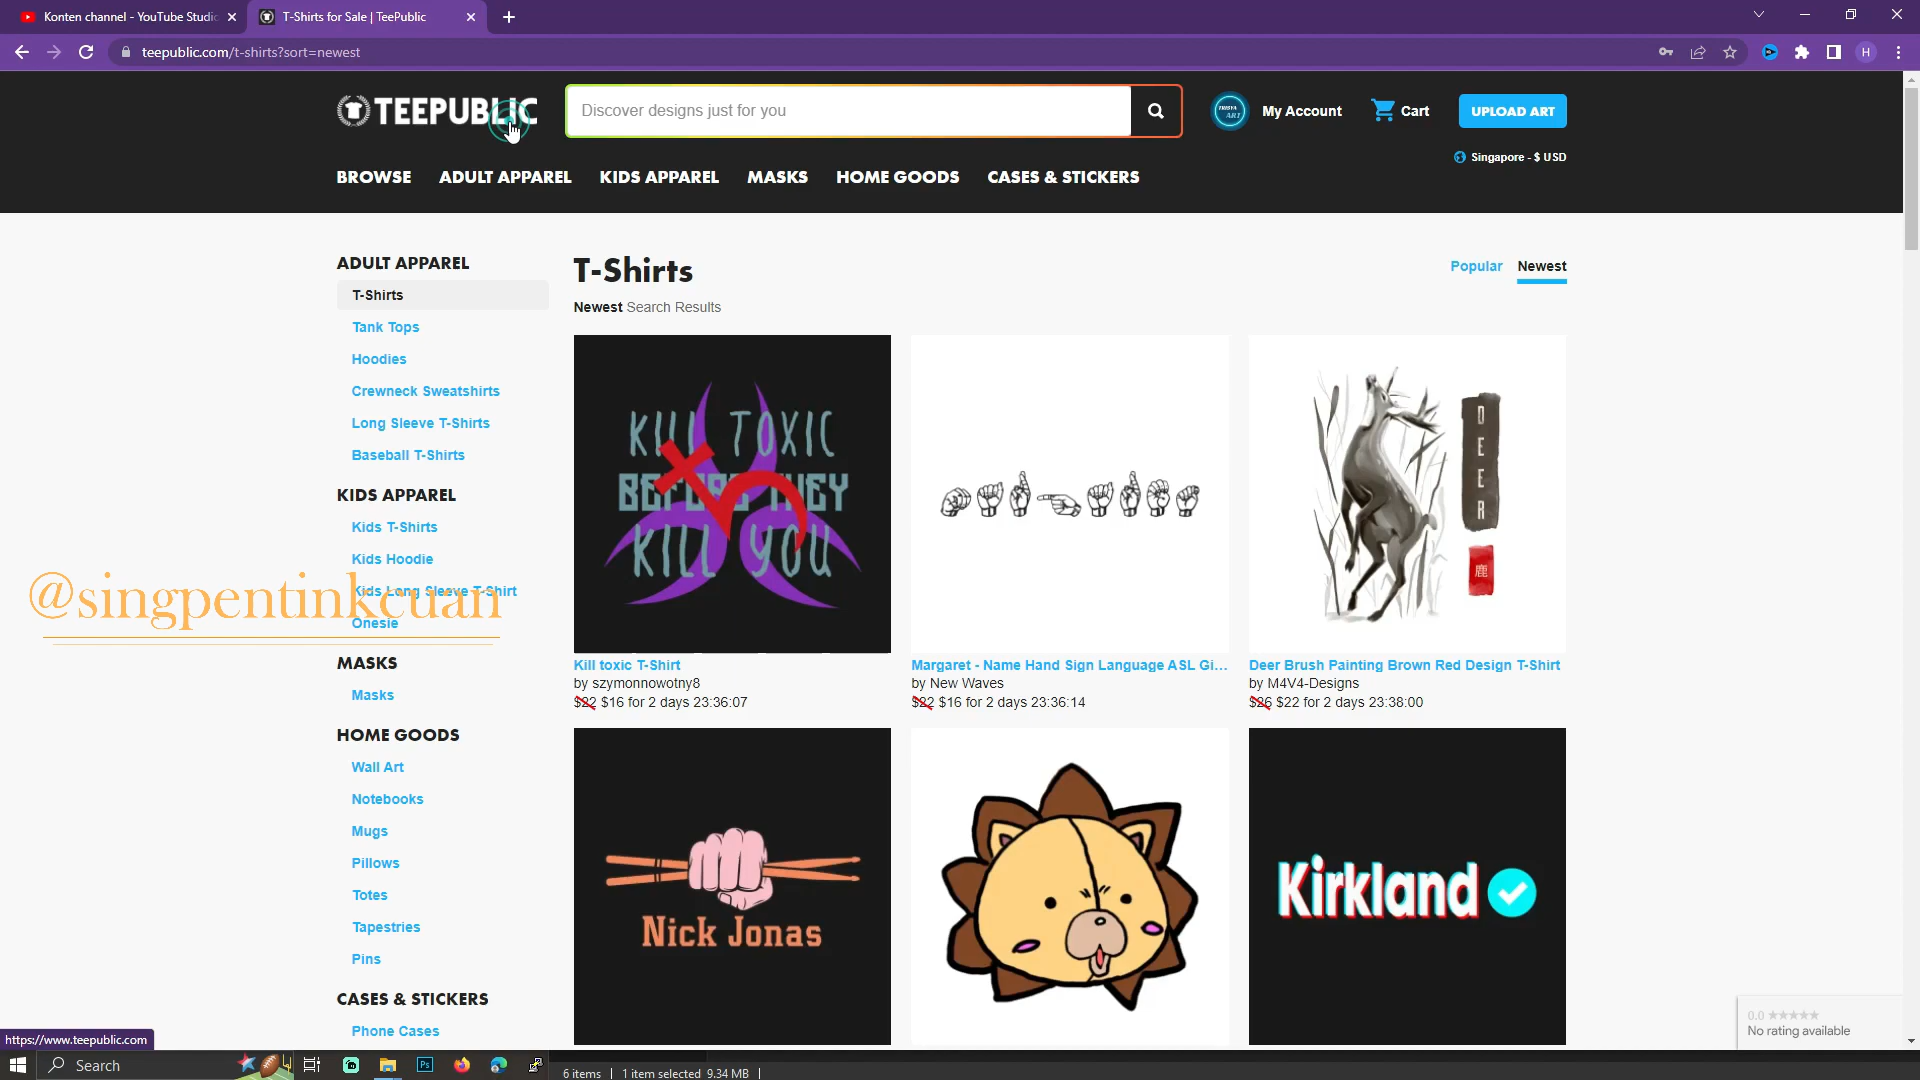 Konten channel - YouTube Studio
T-Shirts for Sale | TeePublic
teepublic.com/t-shirts?sort=newest
H
TEEPUBLIC
Discover designs just for you
My Account
Cart
UPLOAD ART
Singapore - $ USD
BROWSE
ADULT APPAREL
KIDS APPAREL
MASKS
HOME GOODS
CASES & STICKERS
ADULT APPAREL
T-Shirts
Tank Tops
Hoodies
Crewneck Sweatshirts
Long Sleeve T-Shirts
Baseball T-Shirts
KIDS APPAREL
Kids T-Shirts
Kids Hoodie
Kids Long Sleeve T-Shirt
Onesie
@singpentinkcuan
MASKS
Masks
HOME GOODS
Wall Art
Notebooks
Mugs
Pillows
Totes
Tapestries
Pins
CASES & STICKERS
Phone Cases
T-Shirts
Popular
Newest
Newest Search Results
KILL TOXIC
BEFORE THEY
KILL YOU
DEER
鹿
Kill toxic T-Shirt
by szymonnowotny8
$22 $16 for 2 days 23:36:07
Margaret - Name Hand Sign Language ASL Gi...
by New Waves
$22 $16 for 2 days 23:36:14
Deer Brush Painting Brown Red Design T-Shirt
by M4V4-Designs
$26 $22 for 2 days 23:38:00
Nick Jonas
Kirkland
0.0
No rating available
https://www.teepublic.com
Search
Ps
6 items
1 item selected 9.34 MB